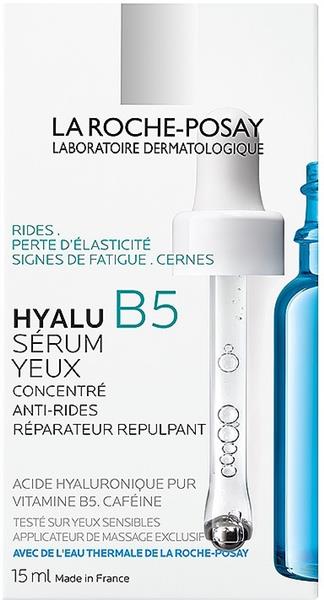 LA ROCHE-POSAY
LABORATOIRE DERMATOLOGIQUE
RIDES .
PERTE D'ÉLASTICITÉ
SIGNES DE FATIGUE . CERNES
HYALU B5
SÉRUM
YEUX
CONCENTRÉ
ANTI-RIDES
RÉPARATEUR REPULPANT
ACIDE HYALURONIQUE PUR
VITAMINE B5. CAFÉINE
TESTÉ SUR YEUX SENSIBLES
APPLICATEUR DE MASSAGE EXCLUSIF
AVEC DE L'EAU THERMALE DE LA ROCHE-POSAY
15 ml Made in France